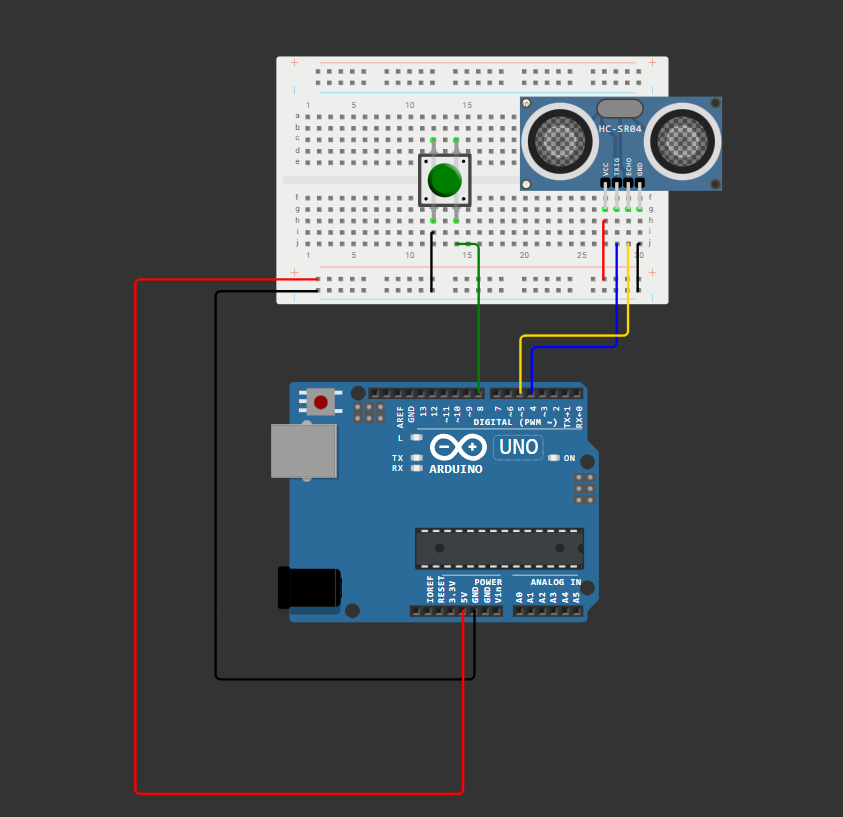 + +
1 5 10 15
a
b
c
d
e
HC-SR04
VCC
TRIG
ECHO
GND
f f
g g
h h
i i
j j
1 5 10 15 20 25 30
+ +
AREF
GND
13
12
~11
~10
~9
8
7
~6
~5
4
~3
2
TX→1
RX←0
DIGITAL (PWM ~)
L
TX
RX
UNO
ON
ARDUINO
IOREF
RESET
3.3V
5V
GND
GND
Vin
POWER
ANALOG IN
A0
A1
A2
A3
A4
A5